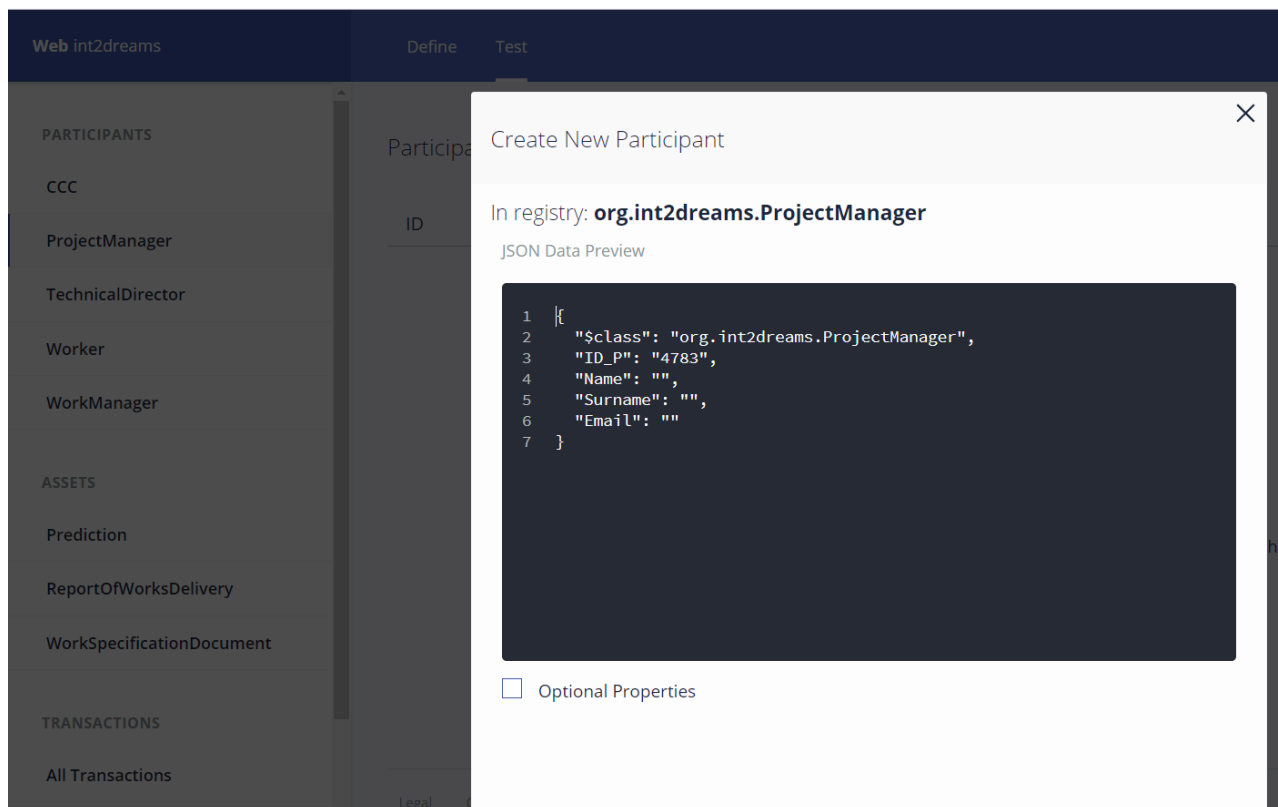 Web int2dreams
Define Test
PARTICIPANTS
CCC
ProjectManager
TechnicalDirector
Worker
WorkManager
ASSETS
Prediction
ReportOfWorksDelivery
WorkSpecificationDocument
TRANSACTIONS
All Transactions
Participa
ID
Legal
Create New Participant
In registry: org.int2dreams.ProjectManager
JSON Data Preview
1 {
2 "$class": "org.int2dreams.ProjectManager",
3 "ID_P": "4783",
4 "Name": "",
5 "Surname": "",
6 "Email": ""
7 }
Optional Properties